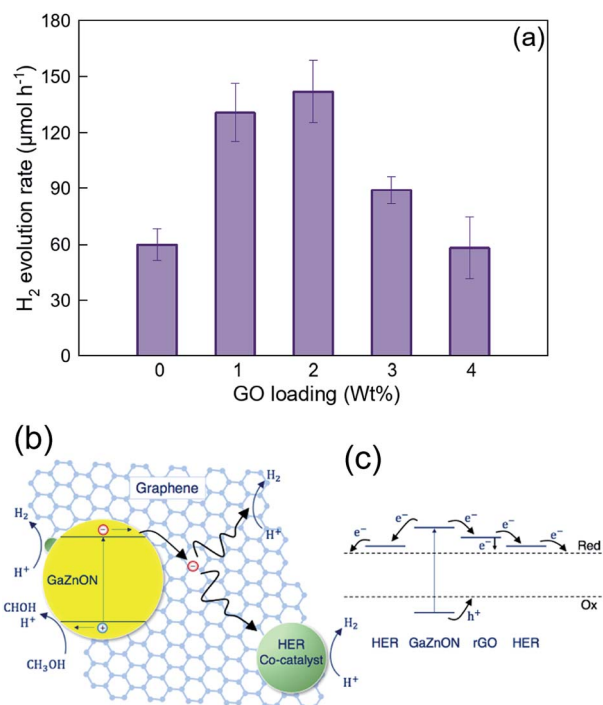 (a)
H₂ evolution rate (μmol h⁻¹)
180
150
120
90
60
30
0
0 1 2 3 4
GO loading (Wt%)
(b)
Graphene
H₂
H⁺
H₂
GaZnON
H⁺
CHOH
H⁺
CH₃OH
HER
Co-catalyst
H₂
H⁺
(c)
e⁻ e⁻ e⁻ e⁻ e⁻ e⁻
Red
Ox
h⁺
HER GaZnON rGO HER